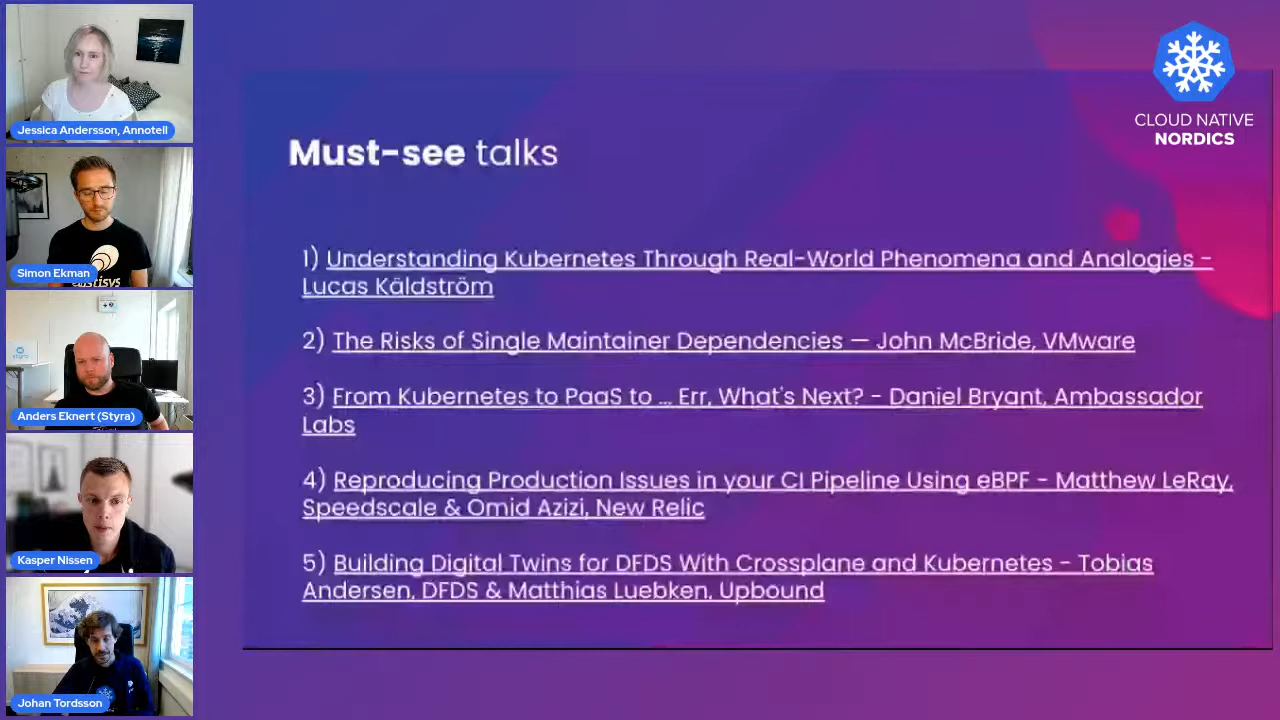 Jessica Andersson, Annotell
Simon Ekman
Anders Eknert (Styra)
Kasper Nissen
Johan Tordsson
CLOUD NATIVE
NORDICS
Must-see talks
1) Understanding Kubernetes Through Real-World Phenomena and Analogies -
Lucas Käldström
2) The Risks of Single Maintainer Dependencies — John McBride, VMware
3) From Kubernetes to PaaS to ... Err, What's Next? - Daniel Bryant, Ambassador
Labs
4) Reproducing Production Issues in your CI Pipeline Using eBPF - Matthew LeRay,
Speedscale & Omid Azizi, New Relic
5) Building Digital Twins for DFDS With Crossplane and Kubernetes - Tobias
Andersen, DFDS & Matthias Luebken, Upbound